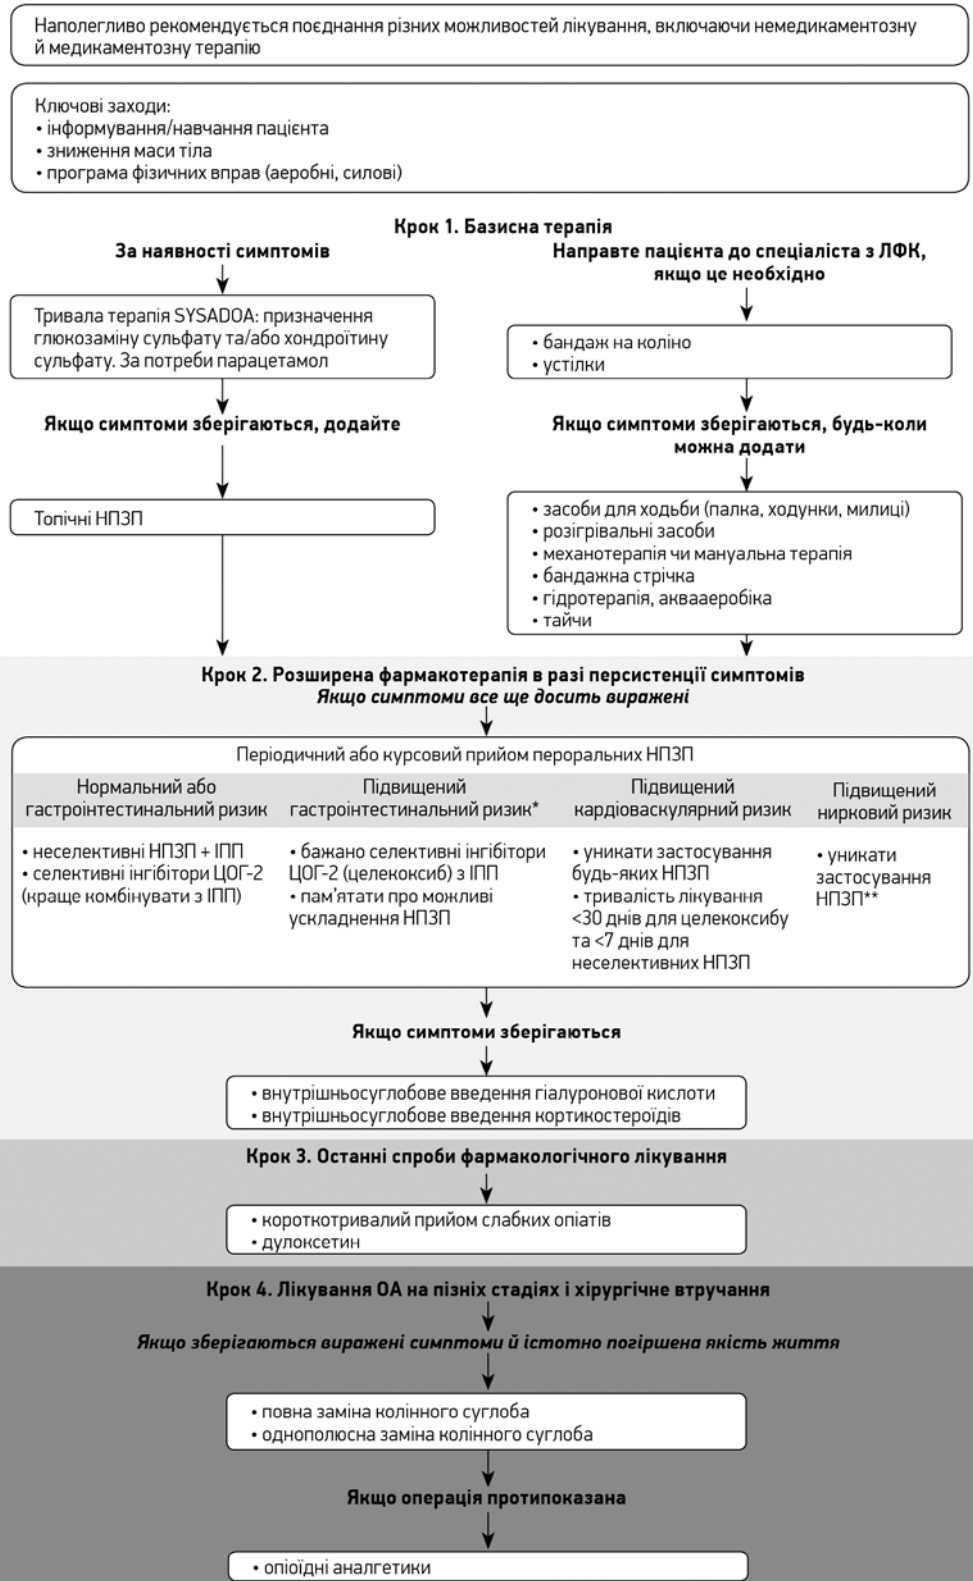 Наполегливо рекомендується поєднання різних можливостей лікування, включаючи немедикаментозну
й медикаментозну терапію
Ключові заходи:
• інформування/навчання пацієнта
• зниження маси тіла
• програма фізичних вправ (аеробні, силові)
Крок 1. Базисна терапія
За наявності симптомів
Тривала терапія SYSADOA: призначення
глюкозаміну сульфату та/або хондроїтину
сульфату. За потреби парацетамол
Якщо симптоми зберігаються, додайте
Топічні НПЗП
Направте пацієнта до спеціаліста з ЛФК,
якщо це необхідно
• бандаж на коліно
• устілки
Якщо симптоми зберігаються, будь-коли
можна додати
• засоби для ходьби (палка, ходунки, милиці)
• розігрівальні засоби
• механотерапія чи мануальна терапія
• бандажна стрічка
• гідротерапія, аквааеробіка
• тайчи
Крок 2. Розширена фармакотерапія в разі персистенції симптомів
Якщо симптоми все ще досить виражені
Періодичний або курсовий прийом пероральних НПЗП
Нормальний або
гастроінтестинальний ризик
• неселективні НПЗП + ІПП
• селективні інгібітори ЦОГ-2
(краще комбінувати з ІПП)
Підвищений
гастроінтестинальний ризик*
• бажано селективні інгібітори
ЦОГ-2 (целекоксиб) з ІПП
• пам'ятати про можливі
ускладнення НПЗП
Підвищений
кардіоваскулярний ризик
• уникати застосування
будь-яких НПЗП
• тривалість лікування
<30 днів для целекоксибу
та <7 днів для
неселективних НПЗП
Підвищений
нирковий ризик
• уникати
застосування
НПЗП**
Якщо симптоми зберігаються
• внутрішньосуглобове введення гіалуронової кислоти
• внутрішньосуглобове введення кортикостероїдів
Крок 3. Останні спроби фармакологічного лікування
• короткотривалий прийом слабких опіатів
• дулоксетин
Крок 4. Лікування ОА на пізніх стадіях і хірургічне втручання
Якщо зберігаються виражені симптоми й істотно погіршена якість життя
• повна заміна колінного суглоба
• однополюсна заміна колінного суглоба
Якщо операція протипоказана
• опіоїдні аналгетики